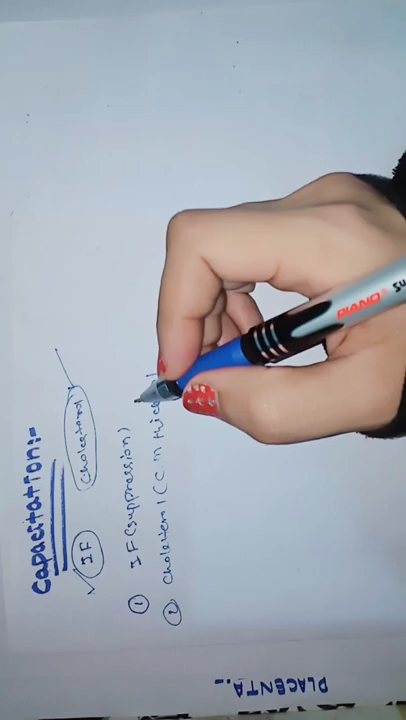 Capacitation:-
IF Cholesterol
① IF (suppression)
② Cholesterol (c in
PLACENTA
PIANO